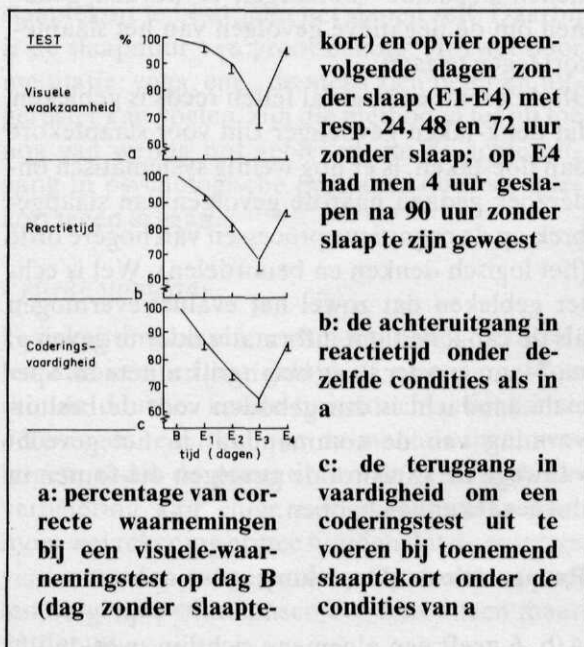 TEST
Visuele
waakzaamheid
90
80
70
60
a
Reactietijd
100
90
80
70
60
b
Coderings-
vaardigheid
100
90
80
70
60
c
B E₁ E₂ E₃ E₄
tijd (dagen)
a: percentage van cor-
recte waarnemingen
bij een visuele-waar-
nemingstest op dag B
(dag zonder slaapte-
kort) en op vier opeen-
volgende dagen zon-
der slaap (E1-E4) met
resp. 24, 48 en 72 uur
zonder slaap; op E4
had men 4 uur gesla-
pen na 90 uur zonder
slaap te zijn geweest
b: de achteruitgang in
reactietijd onder de-
zelfde condities als in
a
c: de teruggang in
vaardigheid om een
coderingstest uit te
voeren bij toenemend
slaaptekort onder de
condities van a